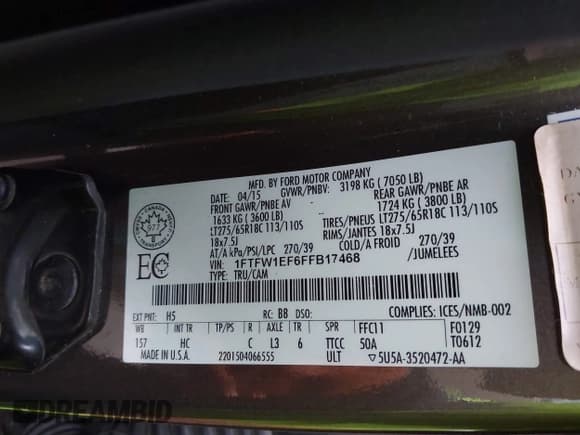 MFD. BY FORD MOTOR COMPANY
04/15 GVWR/PNBV: 3198 KG ( 7050 LB)
FRONT GAWR/PNBE AV REAR GAWR/PNBE AR
1633 KG ( 3600 LB) 1724 KG ( 3800 LB)
LT275/65R18C 113/110S TIRES/PNEUS LT275/65R18C 113/110S
18x7.5J RIMS/JANTES 18x7.5J
AT/A kPa/PSI/LPC 270/39 COLD/A FROID 270/39
VIN: 1FTFW1EF6FFB17468 /JUMELEES
TYPE: TRU/CAM
977
EC
EXT PNT: H5 RC: B8 DSO: COMPLIES: ICES/NMB-002
WB INT TR TP/PS R AXLE TR SPR FFC11 F0129
157 HC C L3 6 TTCC 50A T0612
MADE IN U.S.A. 2201504066555 ULT 5U5A-3520472-AA
DREAMBID